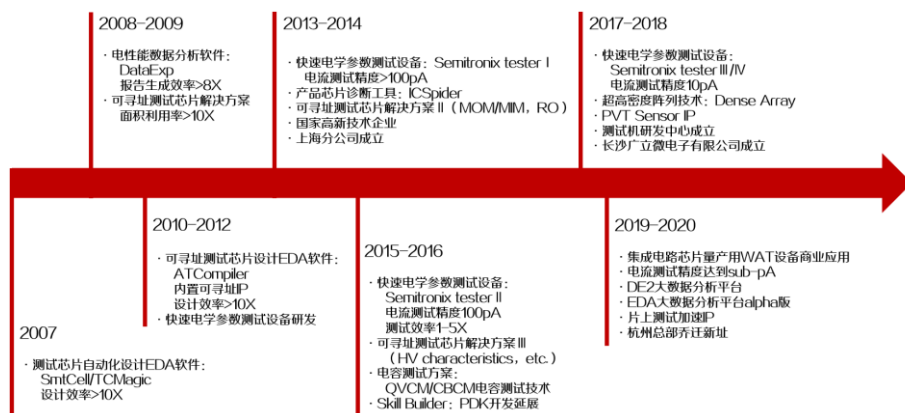 2008-2009
· 电性能数据分析软件：
DataExp
报告生成效率>8X
· 可寻址测试芯片解决方案
面积利用率>10X
2013-2014
· 快速电学参数测试设备：Semitronix tester Ⅰ
电流测试精度>100pA
· 产品芯片诊断工具：ICSpider
· 可寻址测试芯片解决方案Ⅱ（MOM/MIM，RO）
· 国家高新技术企业
· 上海分公司成立
2017-2018
· 快速电学参数测试设备：
Semitronix tester Ⅲ/Ⅳ
电流测试精度10pA
· 超高密度阵列技术：Dense Array
· PVT Sensor IP
· 测试机研发中心成立
· 长沙广立微电子有限公司成立
2007
· 测试芯片自动化设计EDA软件：
SmtCell/TCMagic
设计效率>10X
2010-2012
· 可寻址测试芯片设计EDA软件：
ATCompiler
内置可寻址IP
设计效率>10X
· 快速电学参数测试设备研发
2015-2016
· 快速电学参数测试设备：
Semitronix tester Ⅱ
电流测试精度100pA
测试效率1-5X
· 可寻址测试芯片解决方案Ⅲ
（HV characteristics，etc.）
· 电容测试方案：
QVCM/CBCM电容测试技术
· Skill Builder：PDK开发延展
2019-2020
· 集成电路芯片量产用WAT设备商业应用
· 电流测试精度达到sub-pA
· DE2大数据分析平台
· EDA大数据分析平台alpha版
· 片上测试加速IP
· 杭州总部乔迁新址